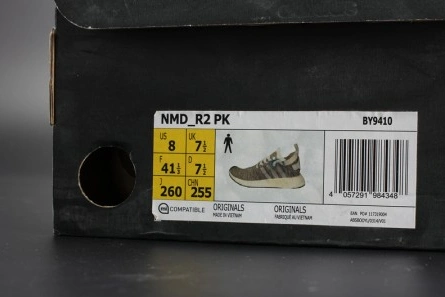 NMD_R2 PK BY9410
US 8 UK 7½
F 41⅓ D 7½
J 260 CHN 255
COMPATIBLE
ORIGINALS ORIGINALS
MADE IN VIETNAM FABRIQUÉ AU VIETNAM
4 057291 984348